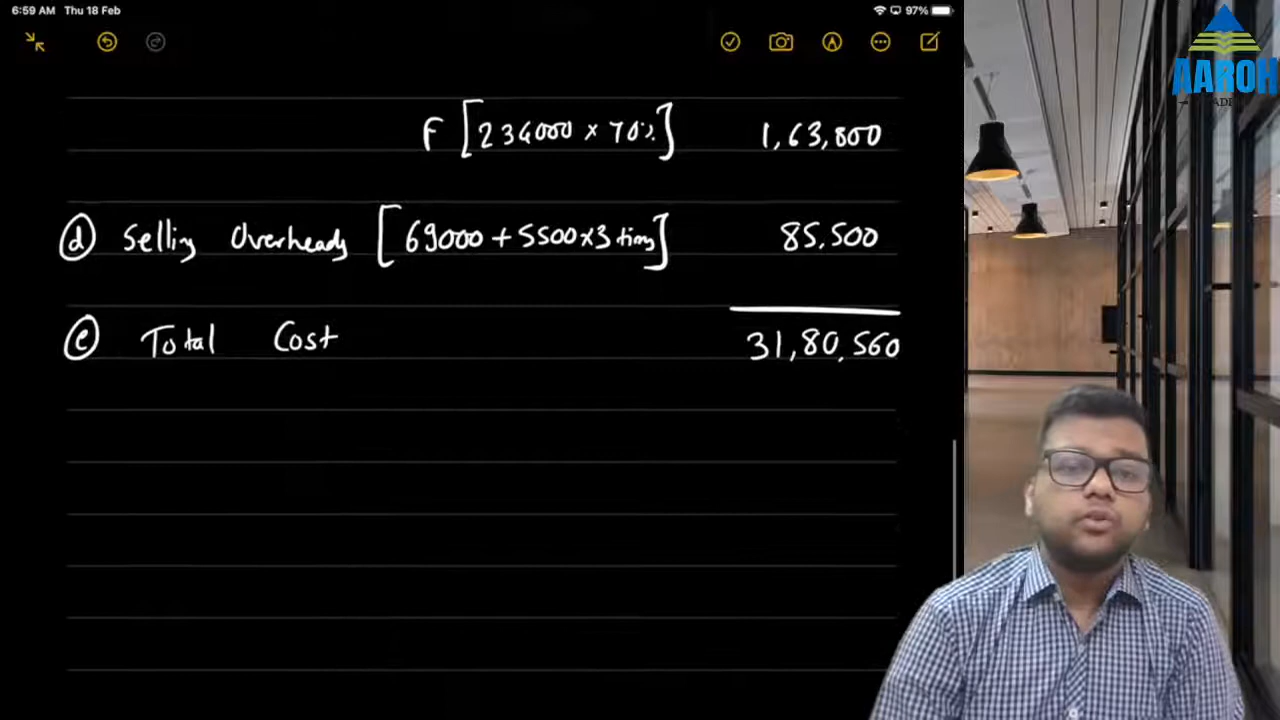 6:59 AM Thu 18 Feb 97%
AAROH
F [234000 × 70%] 1,63,800
(d) Selling Overheads [69000 + 5500×3 times] 85,500
(e) Total Cost 31,80,560